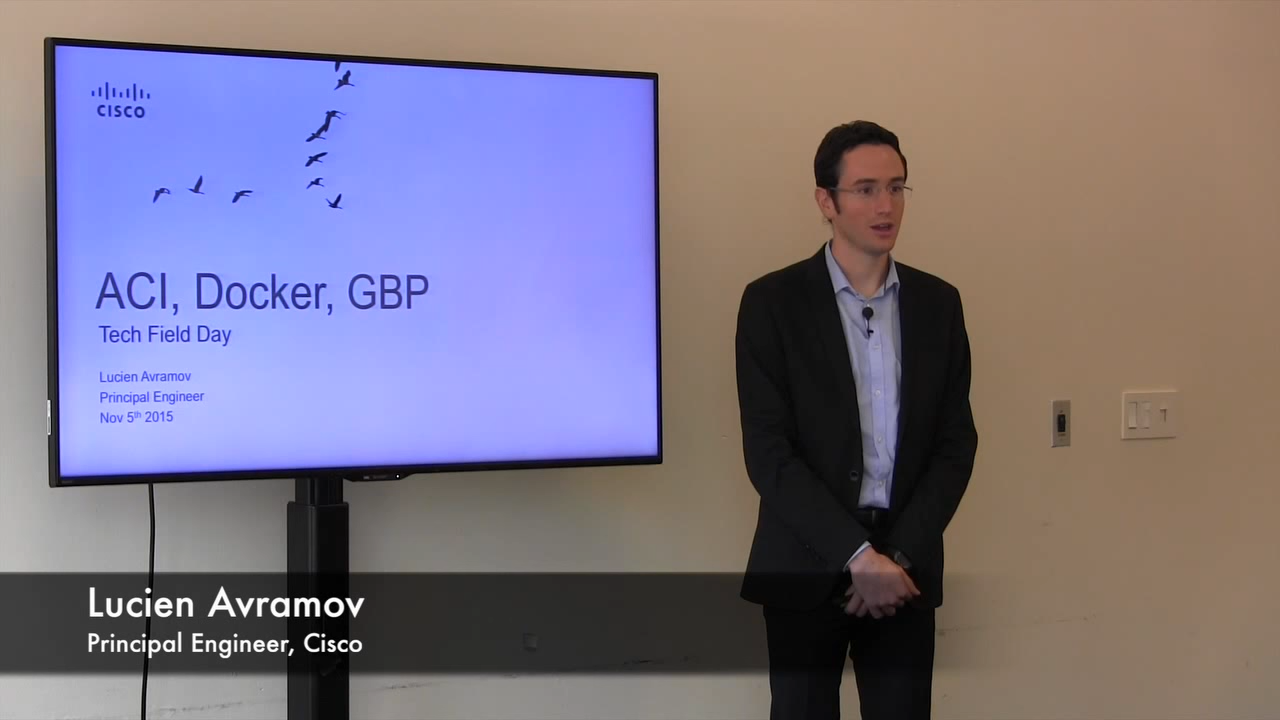 CISCO
ACI, Docker, GBP
Tech Field Day
Lucien Avramov
Principal Engineer
Nov 5th 2015
Lucien Avramov
Principal Engineer, Cisco